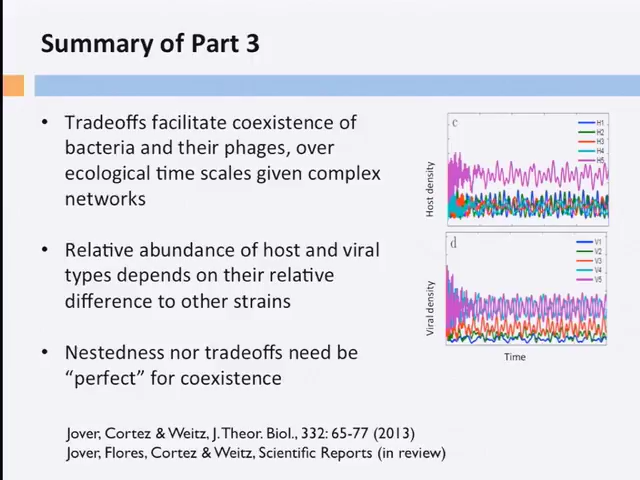 Summary of Part 3
• Tradeoffs facilitate coexistence of
bacteria and their phages, over
ecological time scales given complex
networks
• Relative abundance of host and viral
types depends on their relative
difference to other strains
• Nestedness nor tradeoffs need be
“perfect” for coexistence
c
H1
H2
H3
H4
H5
Host density
d
V1
V2
V3
V4
V5
Viral density
Time
Jover, Cortez & Weitz, J. Theor. Biol., 332: 65-77 (2013)
Jover, Flores, Cortez & Weitz, Scientific Reports (in review)